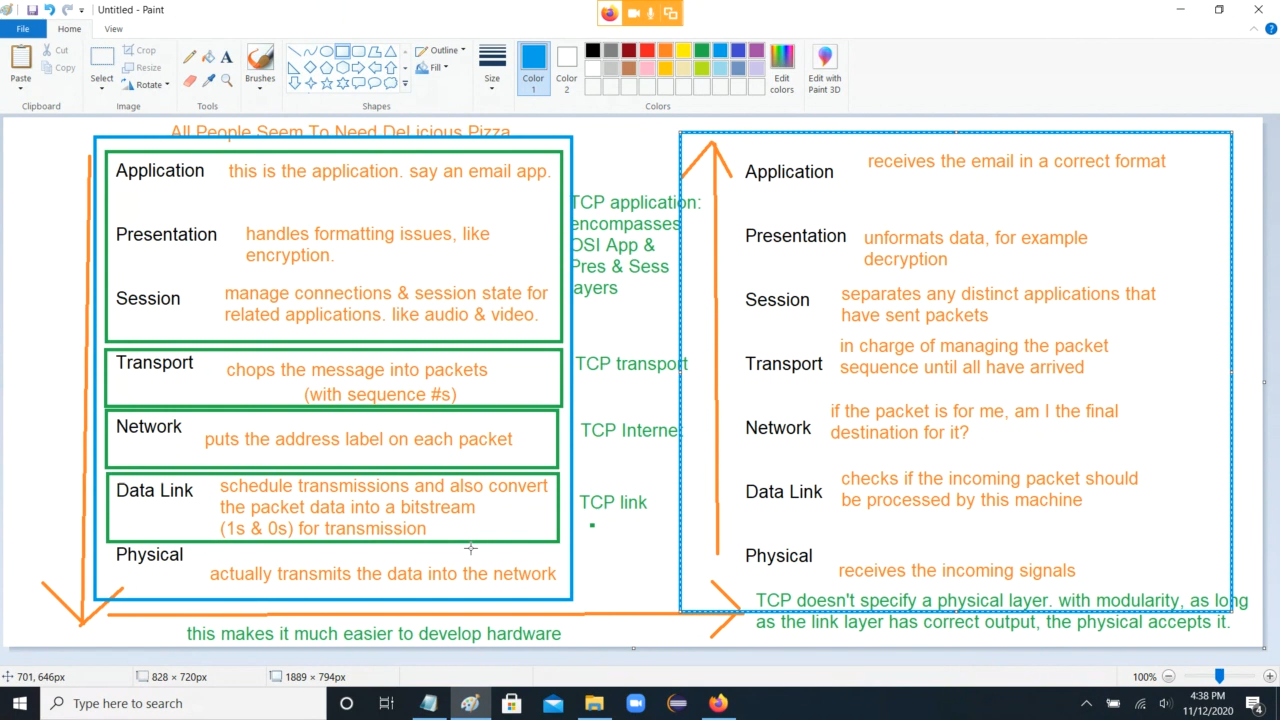 Untitled - Paint
File
Home
View
Paste
Cut
Copy
Clipboard
Select
Crop
Resize
Rotate
Image
A
Tools
Brushes
Shapes
Outline
Fill
Size
Color
1
Color
2
Colors
Edit
colors
Edit with
Paint 3D
All People Seem To Need DeLicious Pizza
Application
this is the application. say an email app.
Presentation
handles formatting issues, like
encryption.
Session
manage connections & session state for
related applications. like audio & video.
Transport
chops the message into packets
(with sequence #s)
Network
puts the address label on each packet
Data Link
schedule transmissions and also convert
the packet data into a bitstream
(1s & 0s) for transmission
Physical
actually transmits the data into the network
this makes it much easier to develop hardware
TCP application:
encompasses
OSI App &
Pres & Sess
layers
TCP transport
TCP Internet
TCP link
Application
receives the email in a correct format
Presentation
unformats data, for example
decryption
Session
separates any distinct applications that
have sent packets
Transport
in charge of managing the packet
sequence until all have arrived
Network
if the packet is for me, am I the final
destination for it?
Data Link
checks if the incoming packet should
be processed by this machine
Physical
receives the incoming signals
TCP doesn't specify a physical layer. with modularity, as long
as the link layer has correct output, the physical accepts it.
701, 646px
828 × 720px
1889 × 794px
100%
Type here to search
4:38 PM
11/12/2020
4